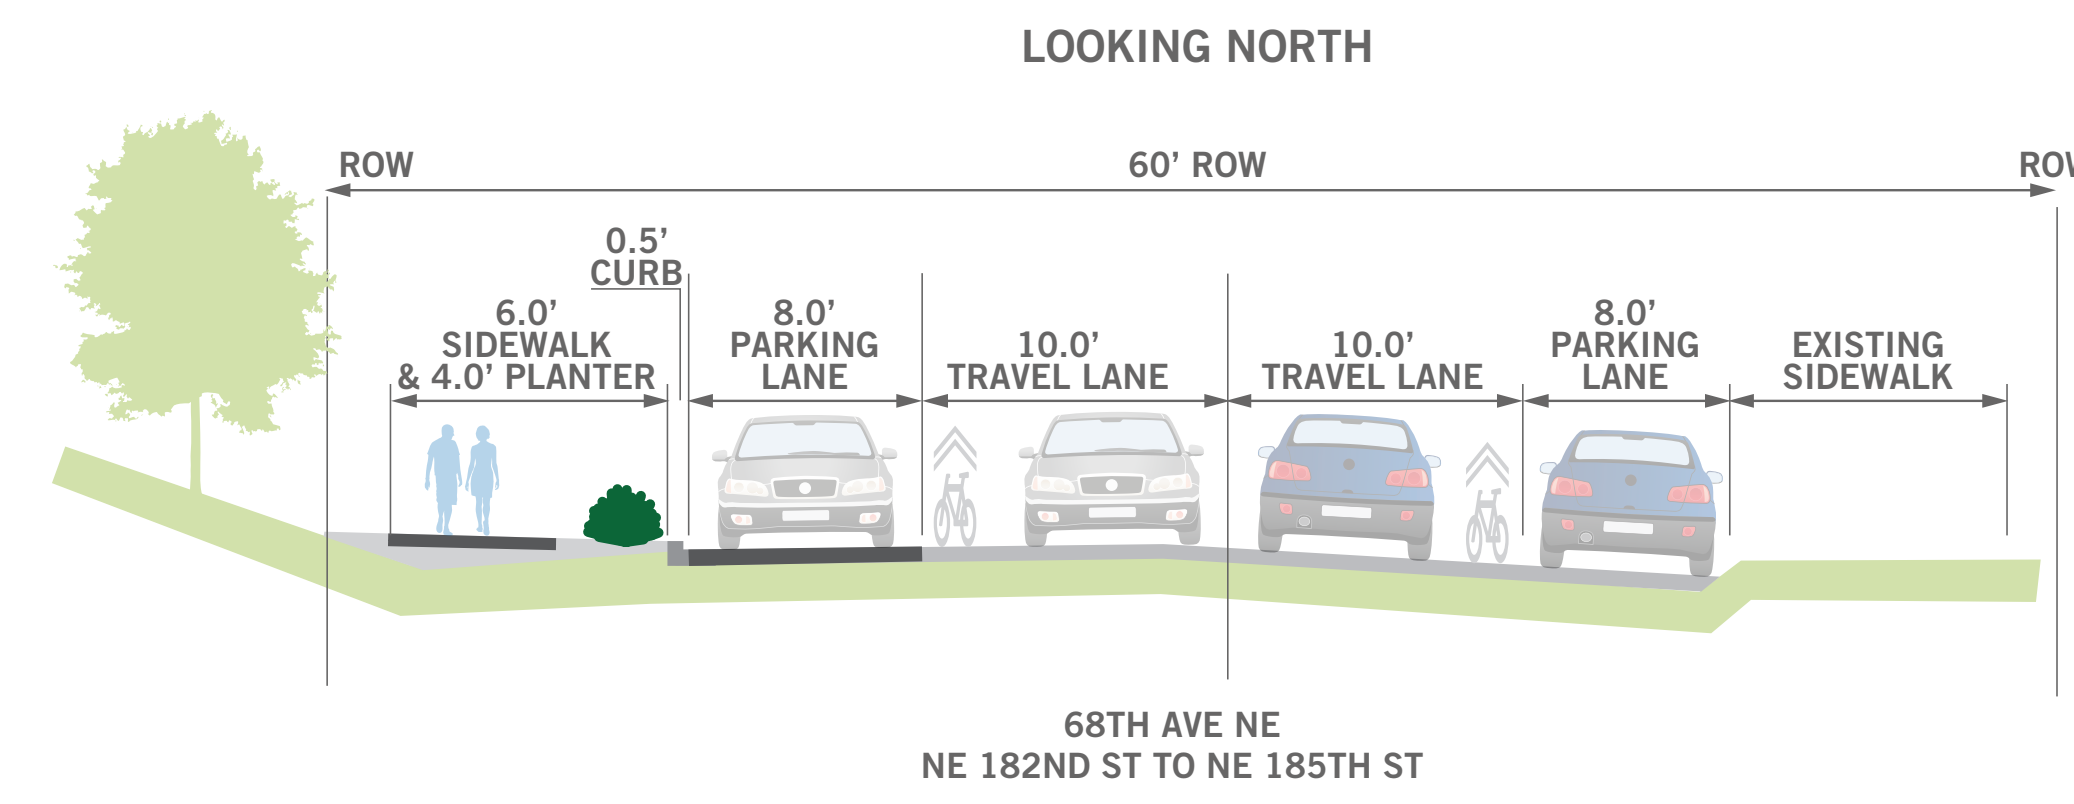 LOOKING NORTH
ROW
60’ ROW
ROW
0.5’
CURB
6.0’
SIDEWALK
& 4.0’ PLANTER
8.0’
PARKING
LANE
10.0’
TRAVEL LANE
10.0’
TRAVEL LANE
8.0’
PARKING
LANE
EXISTING
SIDEWALK
68TH AVE NE
NE 182ND ST TO NE 185TH ST